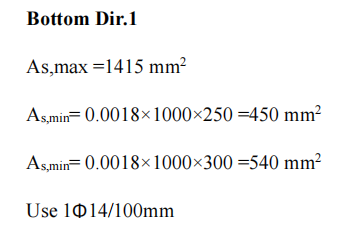 Bottom Dir.1
As,max =1415 mm²
As,min= 0.0018×1000×250 =450 mm²
As,min= 0.0018×1000×300 =540 mm²
Use 1Φ14/100mm